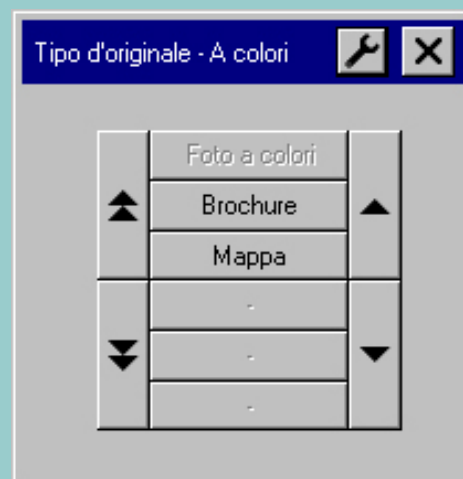 Tipo d'originale - A colori
Foto a colori
Brochure
Mappa
-
-
-